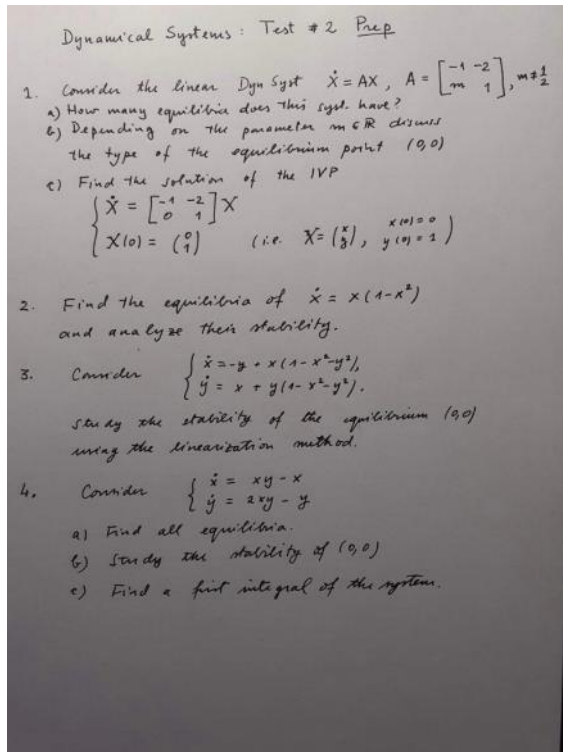 Dynamical Systems: Test #2 Prep
1. Consider the linear Dyn Syst Ẋ = AX, A = [-1 -2; m 1], m ≠ 1/2
a) How many equilibria does this syst. have?
b) Depending on the parameter m ∈ ℝ discuss
the type of the equilibrium point (0,0)
c) Find the solution of the IVP
{ Ẋ = [-1 -2; 0 1] X
X(0) = (0; 1) (i.e. X = (x; y), x(0) = 0, y(0) = 1)
2. Find the equilibria of ẋ = x(1-x²)
and analyze their stability.
3. Consider { ẋ = -y + x(1-x²-y²),
ẏ = x + y(1-x²-y²).
Study the stability of the equilibrium (0,0)
using the linearization method.
4. Consider { ẋ = xy - x
ẏ = 2xy - y
a) Find all equilibria.
b) Study the stability of (0,0)
c) Find a first integral of the system.